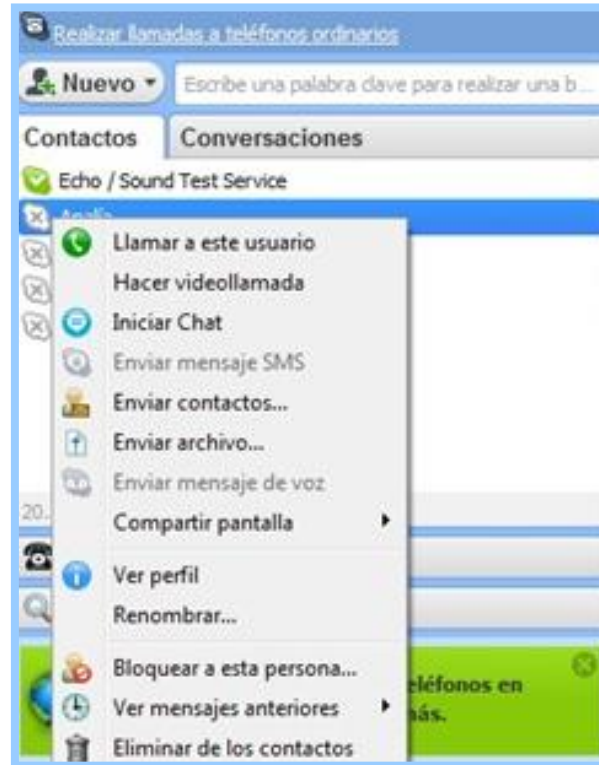 Realizar llamadas a teléfonos ordinarios
Nuevo
Escribe una palabra clave para realizar una b...
Contactos
Conversaciones
Echo / Sound Test Service
Analía
Llamar a este usuario
Hacer videollamada
Iniciar Chat
Enviar mensaje SMS
Enviar contactos...
Enviar archivo...
Enviar mensaje de voz
20...
Compartir pantalla
Ver perfil
Renombrar...
Bloquear a esta persona...
eléfonos en
Ver mensajes anteriores
ás.
Eliminar de los contactos